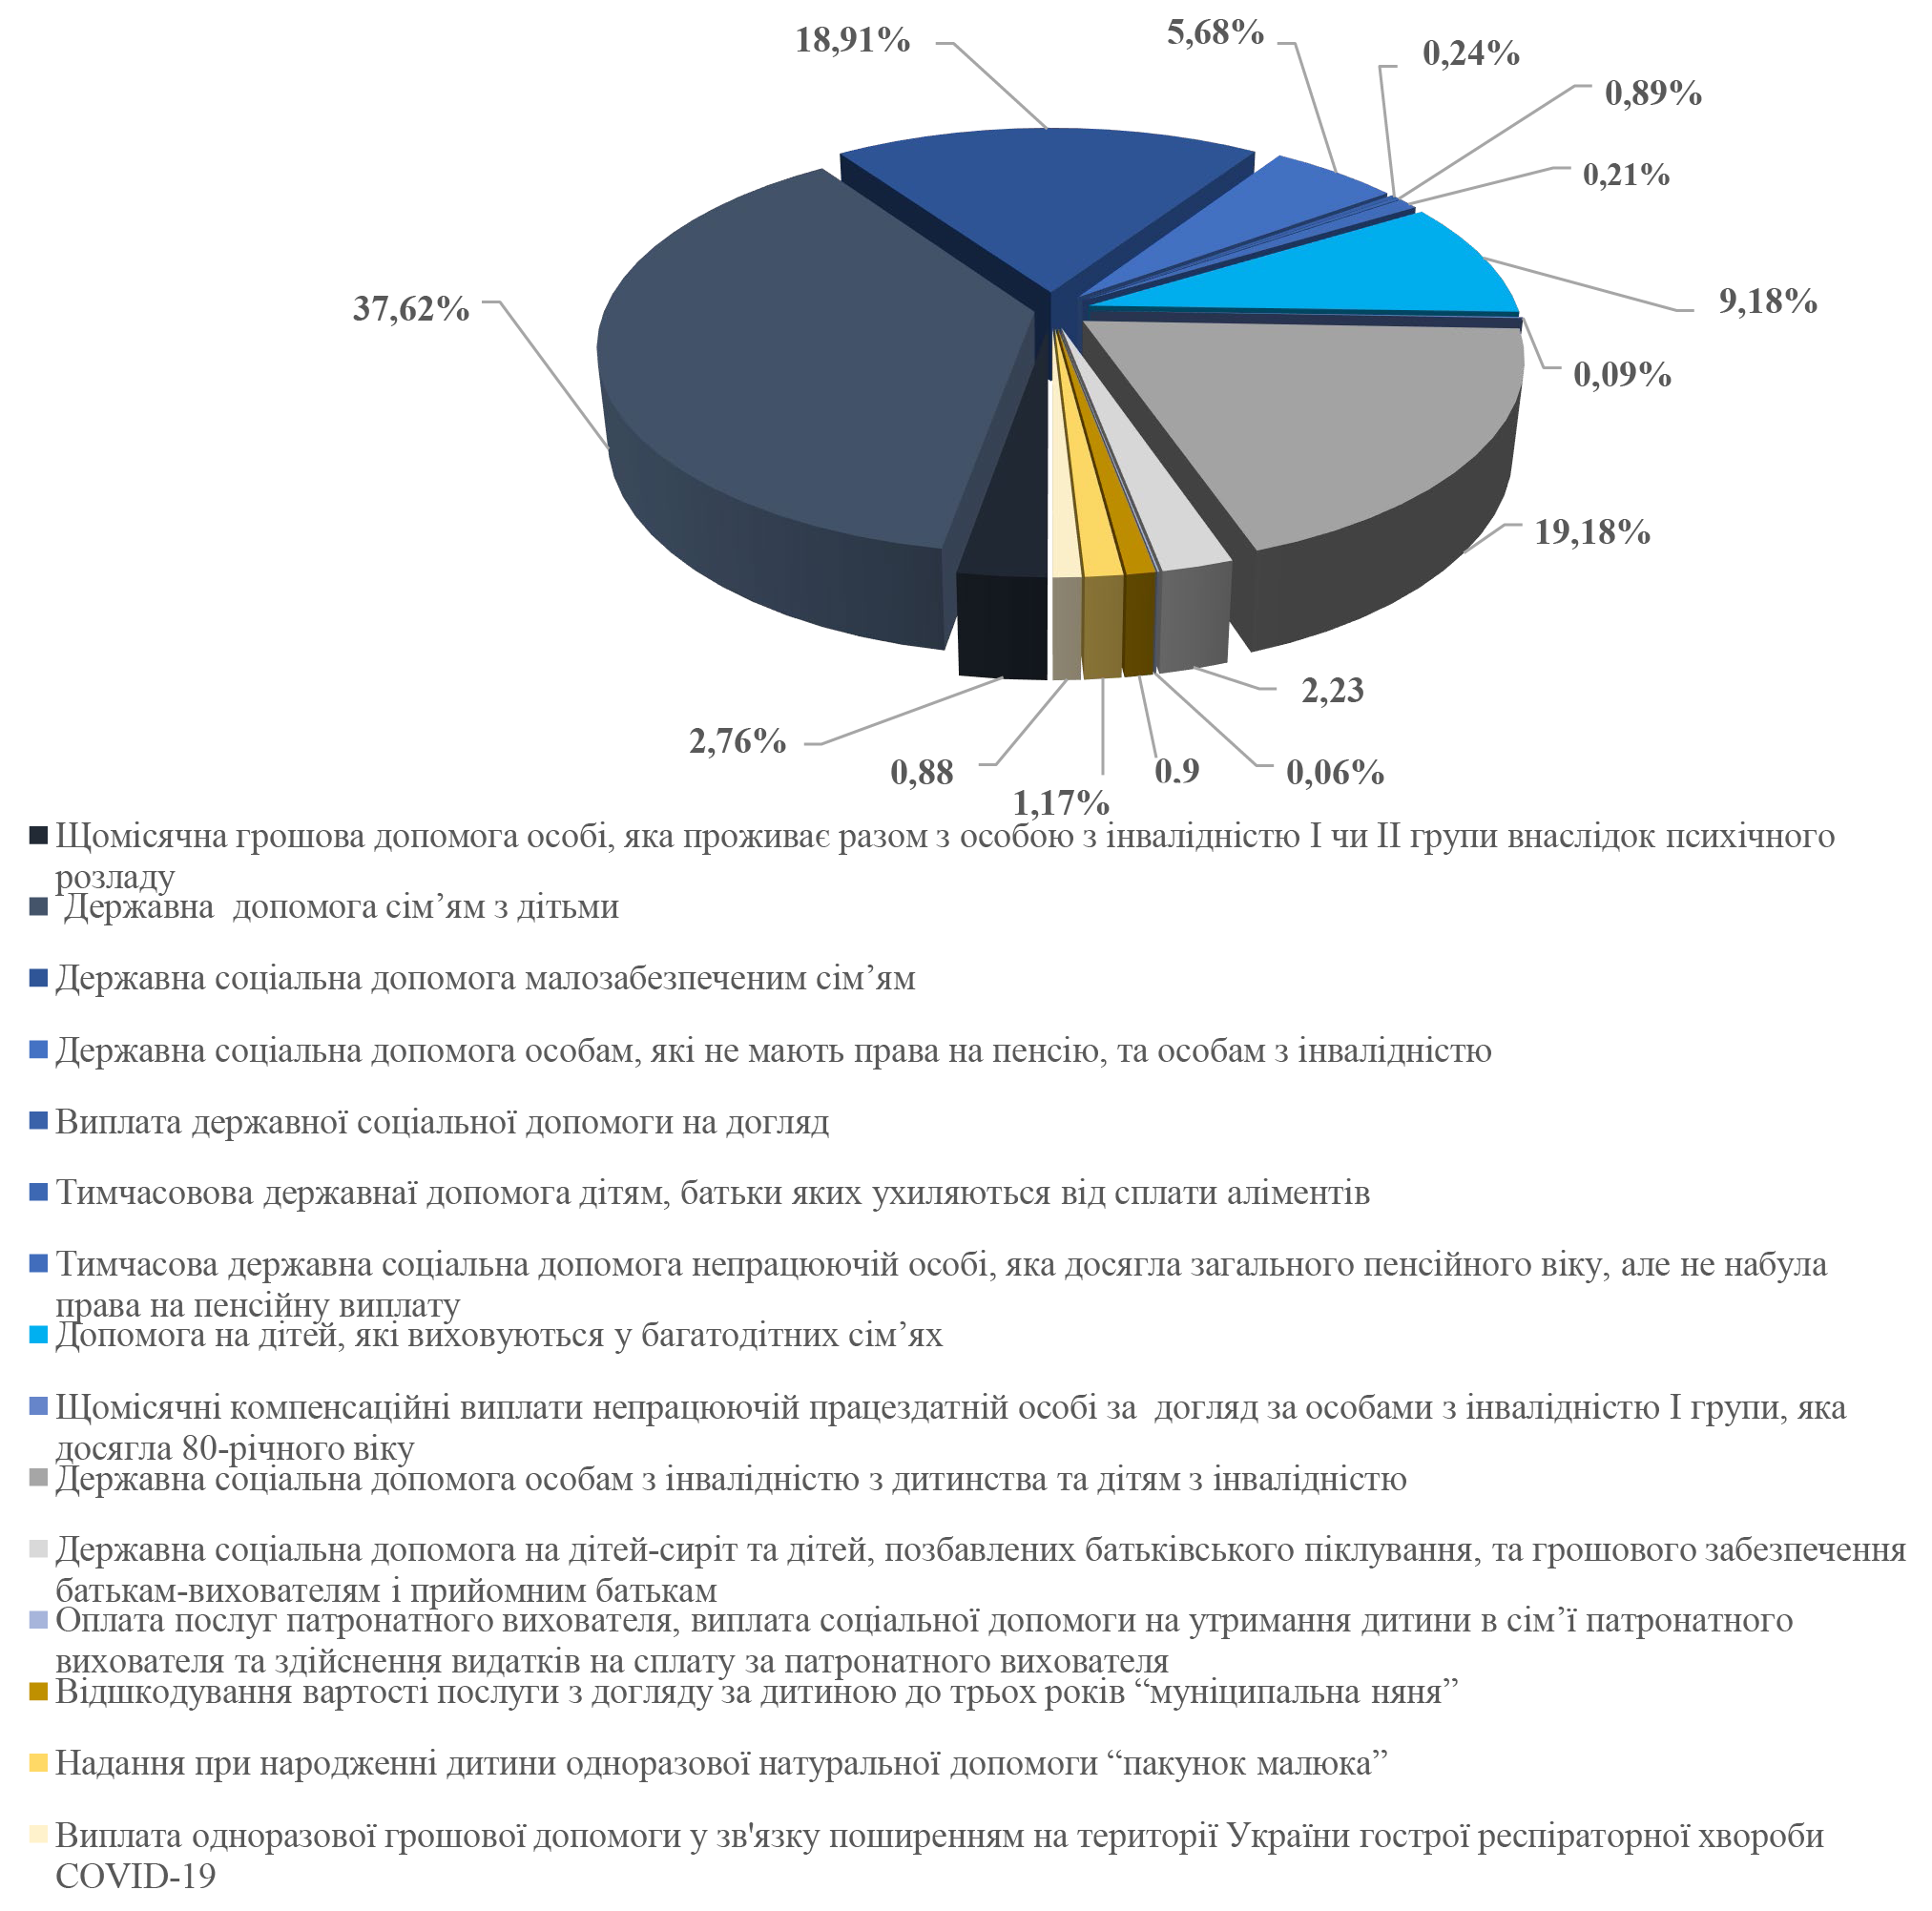 18,91%
5,68%
0,24%
0,89%
0,21%
37,62%
9,18%
0,09%
19,18%
2,23
2,76%
0,88
1,17%
0,9
0,06%
Щомісячна грошова допомога особі, яка проживає разом з особою з інвалідністю І чи ІІ групи внаслідок психічного
розладу
Державна допомога сім’ям з дітьми
Державна соціальна допомога малозабезпеченим сім’ям
Державна соціальна допомога особам, які не мають права на пенсію, та особам з інвалідністю
Виплата державної соціальної допомоги на догляд
Тимчасовова державнаї допомога дітям, батьки яких ухиляються від сплати аліментів
Тимчасова державна соціальна допомога непрацюючій особі, яка досягла загального пенсійного віку, але не набула
права на пенсійну виплату
Допомога на дітей, які виховуються у багатодітних сім’ях
Щомісячні компенсаційні виплати непрацюючій працездатній особі за догляд за особами з інвалідністю І групи, яка
досягла 80-річного віку
Державна соціальна допомога особам з інвалідністю з дитинства та дітям з інвалідністю
Державна соціальна допомога на дітей-сиріт та дітей, позбавлених батьківського піклування, та грошового забезпечення
батькам-вихователям і прийомним батькам
Оплата послуг патронатного вихователя, виплата соціальної допомоги на утримання дитини в сім’ї патронатного
вихователя та здійснення видатків на сплату за патронатного вихователя
Відшкодування вартості послуги з догляду за дитиною до трьох років “муніципальна няня”
Надання при народженні дитини одноразової натуральної допомоги “пакунок малюка”
Виплата одноразової грошової допомоги у зв'язку поширенням на території України гострої респіраторної хвороби
COVID-19